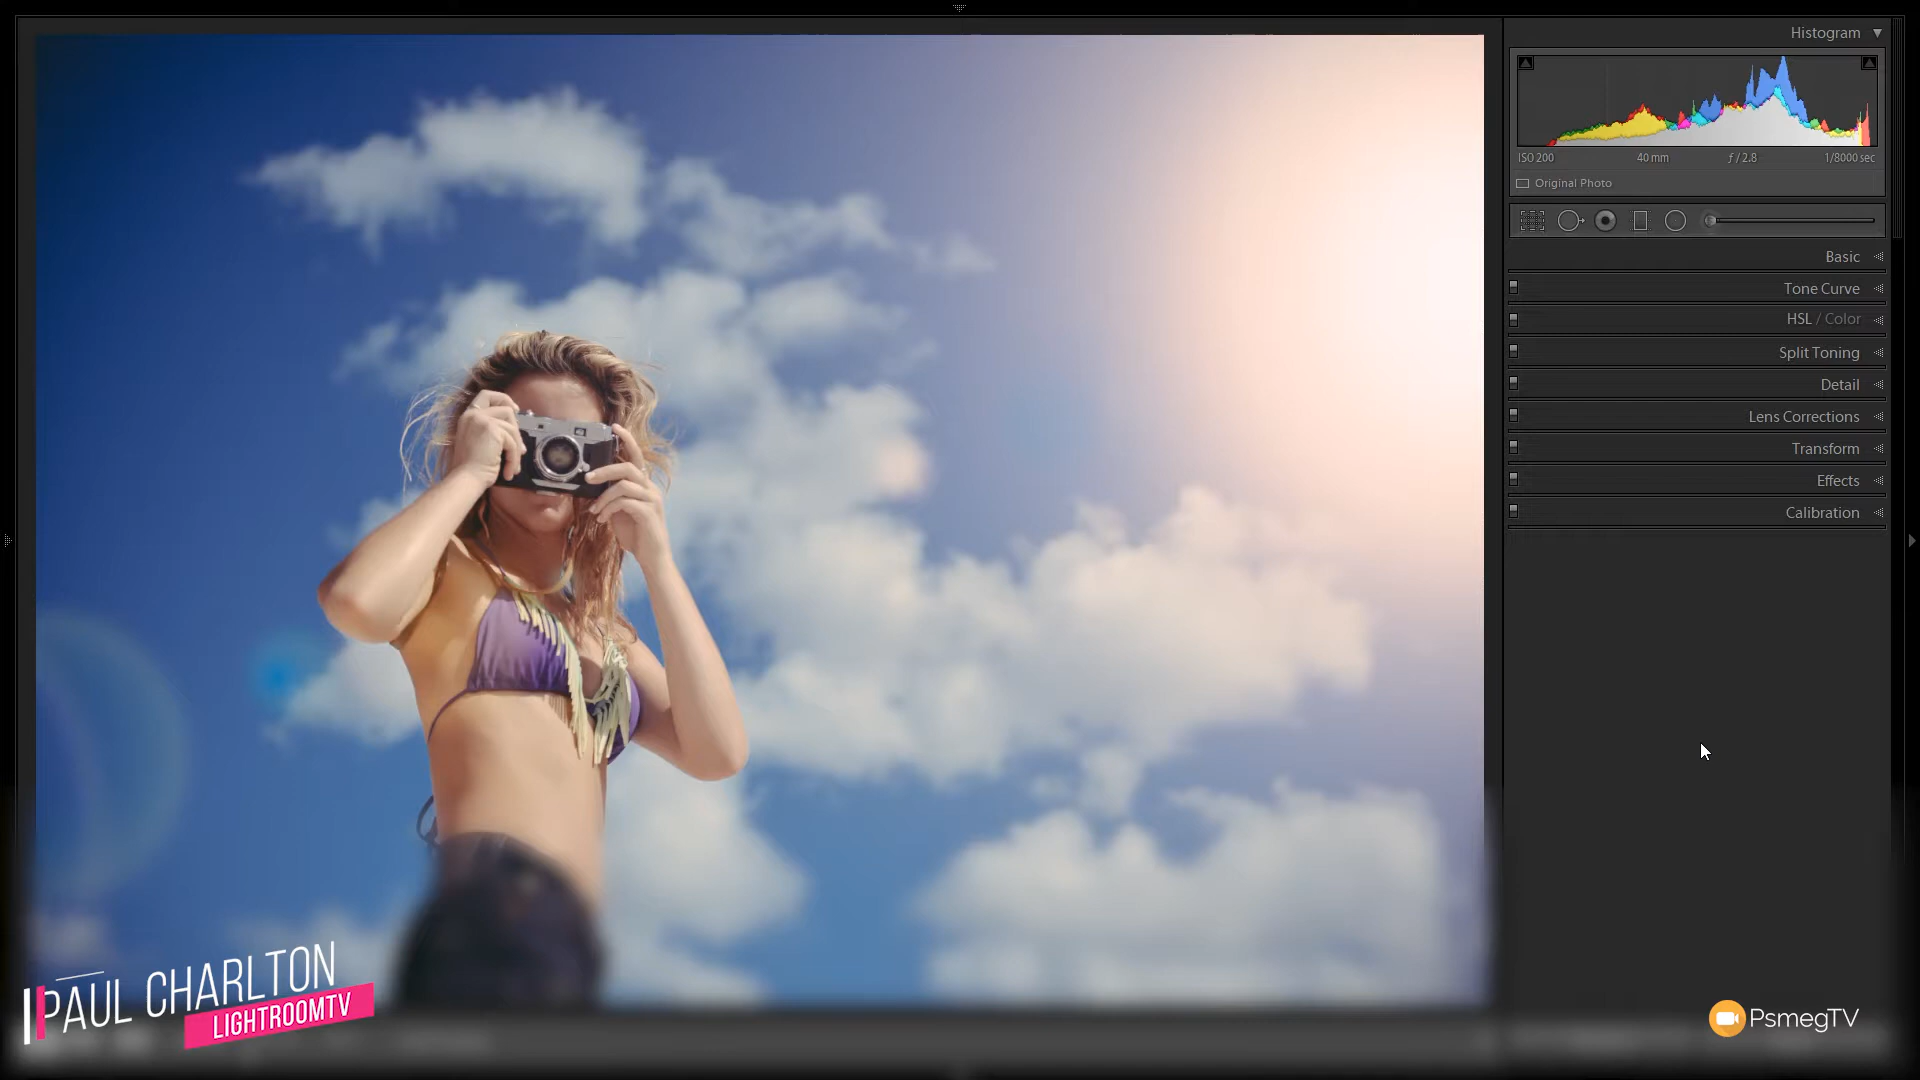 Histogram
ISO 200 40 mm ƒ / 2.8 1/8000 sec
Original Photo
Basic
Tone Curve
HSL / Color
Split Toning
Detail
Lens Corrections
Transform
Effects
Calibration
PAUL CHARLTON
LIGHTROOMTV
PsmegTV